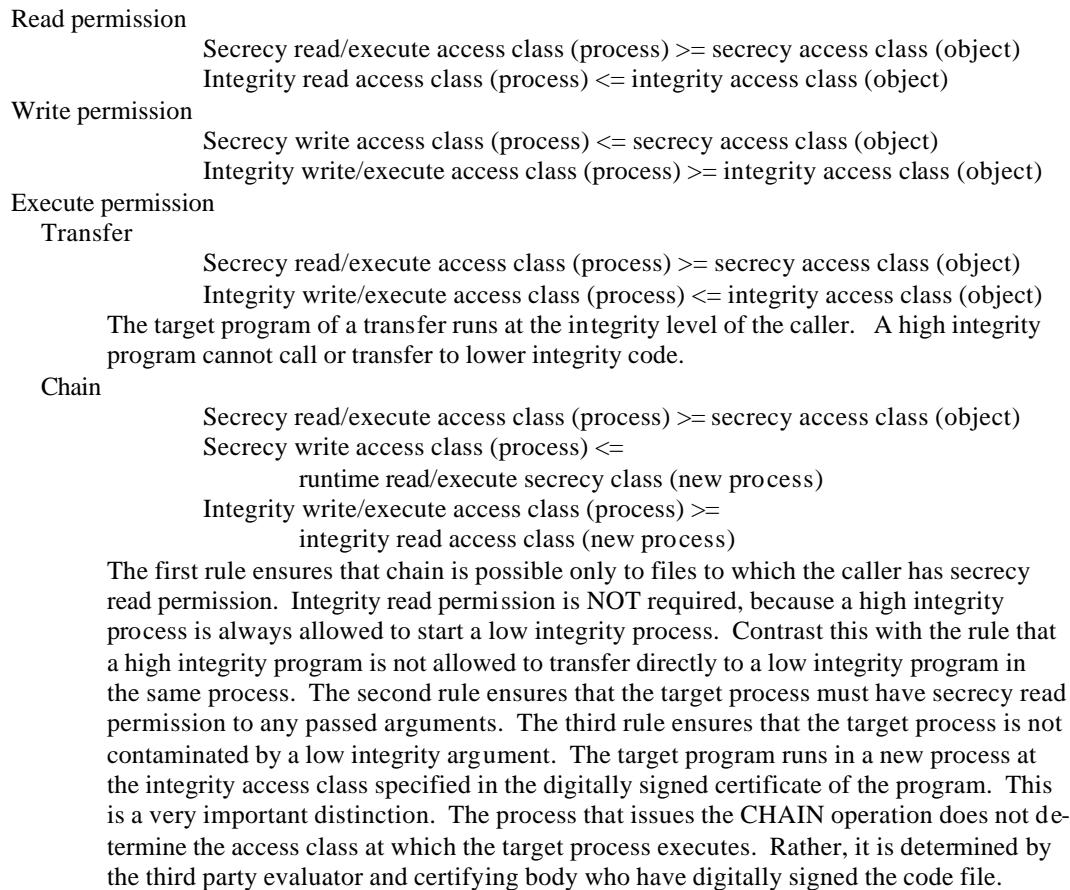 Read permission
Secrecy read/execute access class (process) >= secrecy access class (object)
Integrity read access class (process) <= integrity access class (object)
Write permission
Secrecy write access class (process) <= secrecy access class (object)
Integrity write/execute access class (process) >= integrity access class (object)
Execute permission
Transfer
Secrecy read/execute access class (process) >= secrecy access class (object)
Integrity write/execute access class (process) <= integrity access class (object)
The target program of a transfer runs at the integrity level of the caller. A high integrity
program cannot call or transfer to lower integrity code.
Chain
Secrecy read/execute access class (process) >= secrecy access class (object)
Secrecy write access class (process) <=
runtime read/execute secrecy class (new process)
Integrity write/execute access class (process) >=
integrity read access class (new process)
The first rule ensures that chain is possible only to files to which the caller has secrecy
read permission. Integrity read permission is NOT required, because a high integrity
process is always allowed to start a low integrity process. Contrast this with the rule that
a high integrity program is not allowed to transfer directly to a low integrity program in
the same process. The second rule ensures that the target process must have secrecy read
permission to any passed arguments. The third rule ensures that the target process is not
contaminated by a low integrity argument. The target program runs in a new process at
the integrity access class specified in the digitally signed certificate of the program. This
is a very important distinction. The process that issues the CHAIN operation does not de-
termine the access class at which the target process executes. Rather, it is determined by
the third party evaluator and certifying body who have digitally signed the code file.